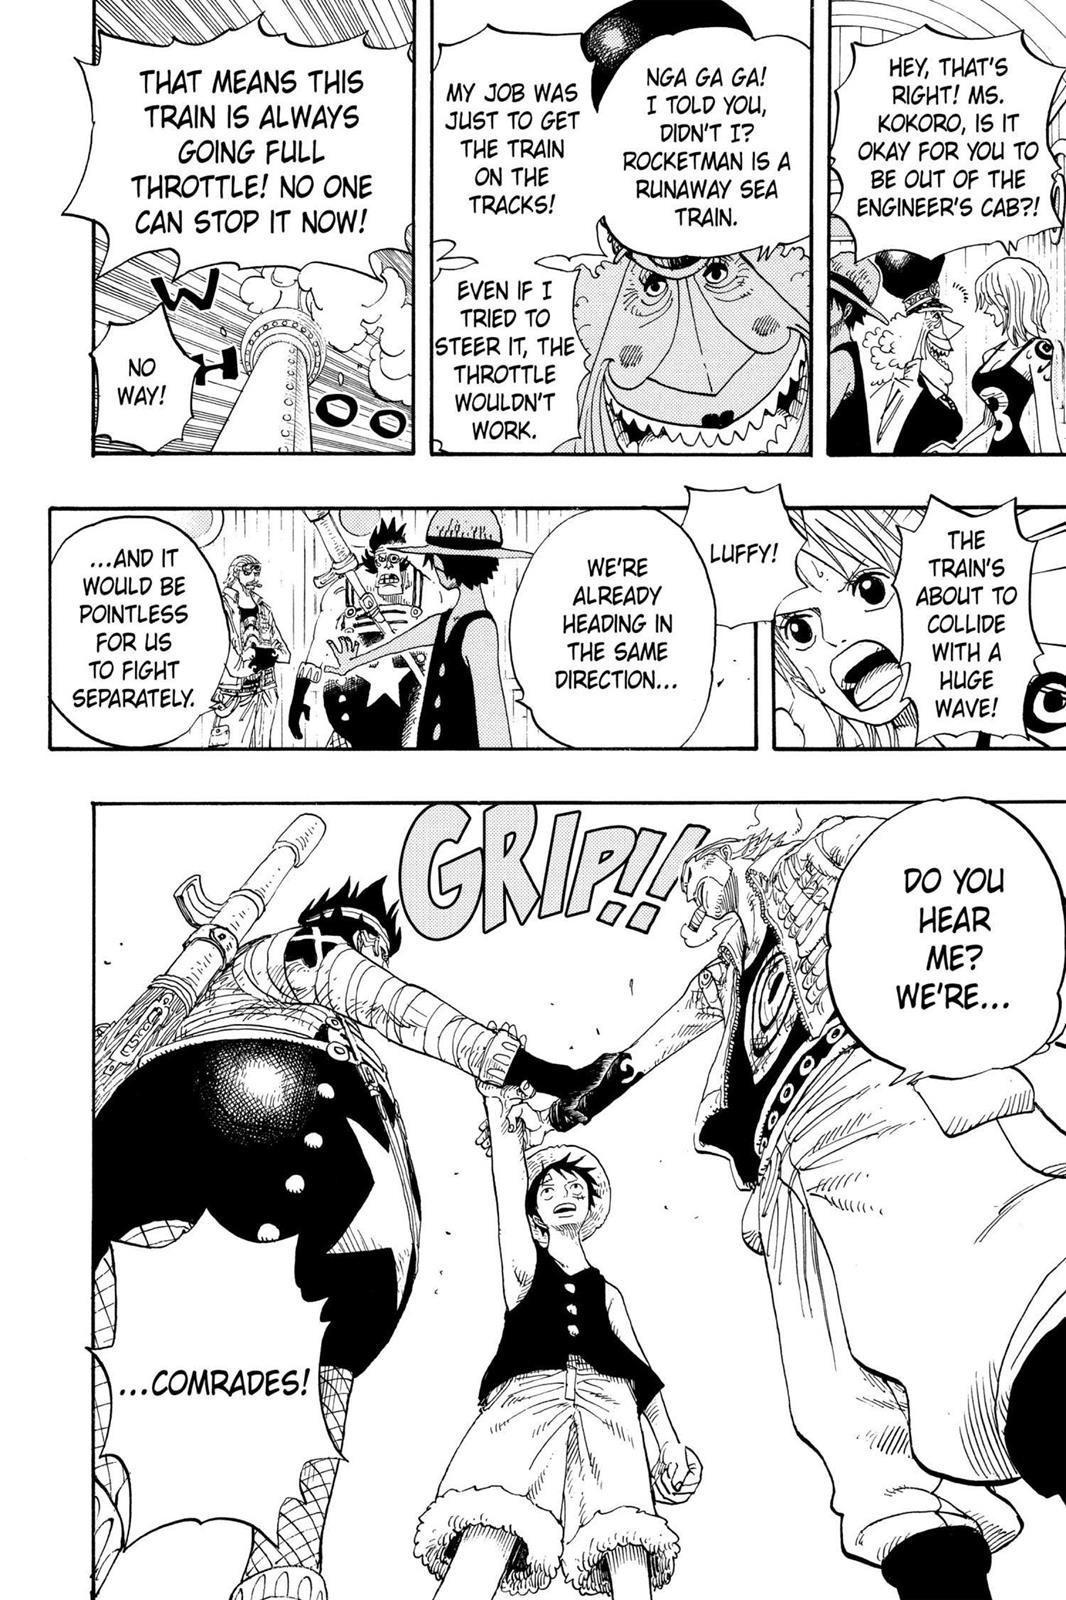 HEY, THAT'S
RIGHT! MS.
KOKORO, IS IT
OKAY FOR YOU TO
BE OUT OF THE
ENGINEER'S CAB?!
NGA GA GA!
I TOLD YOU,
DIDN'T I?
ROCKETMAN IS A
RUNAWAY SEA
TRAIN.
MY JOB WAS
JUST TO GET
THE TRAIN
ON THE
TRACKS!
EVEN IF I
TRIED TO
STEER IT, THE
THROTTLE
WOULDN'T
WORK.
THAT MEANS THIS
TRAIN IS ALWAYS
GOING FULL
THROTTLE! NO ONE
CAN STOP IT NOW!
WHOO
NO
WAY!
THE
TRAIN'S
ABOUT TO
COLLIDE
WITH A
HUGE
WAVE!
LUFFY!
WE'RE
ALREADY
HEADING IN
THE SAME
DIRECTION...
...AND IT
WOULD BE
POINTLESS
FOR US
TO FIGHT
SEPARATELY.
GRIP!!
DO YOU
HEAR
ME?
WE'RE...
...COMRADES!